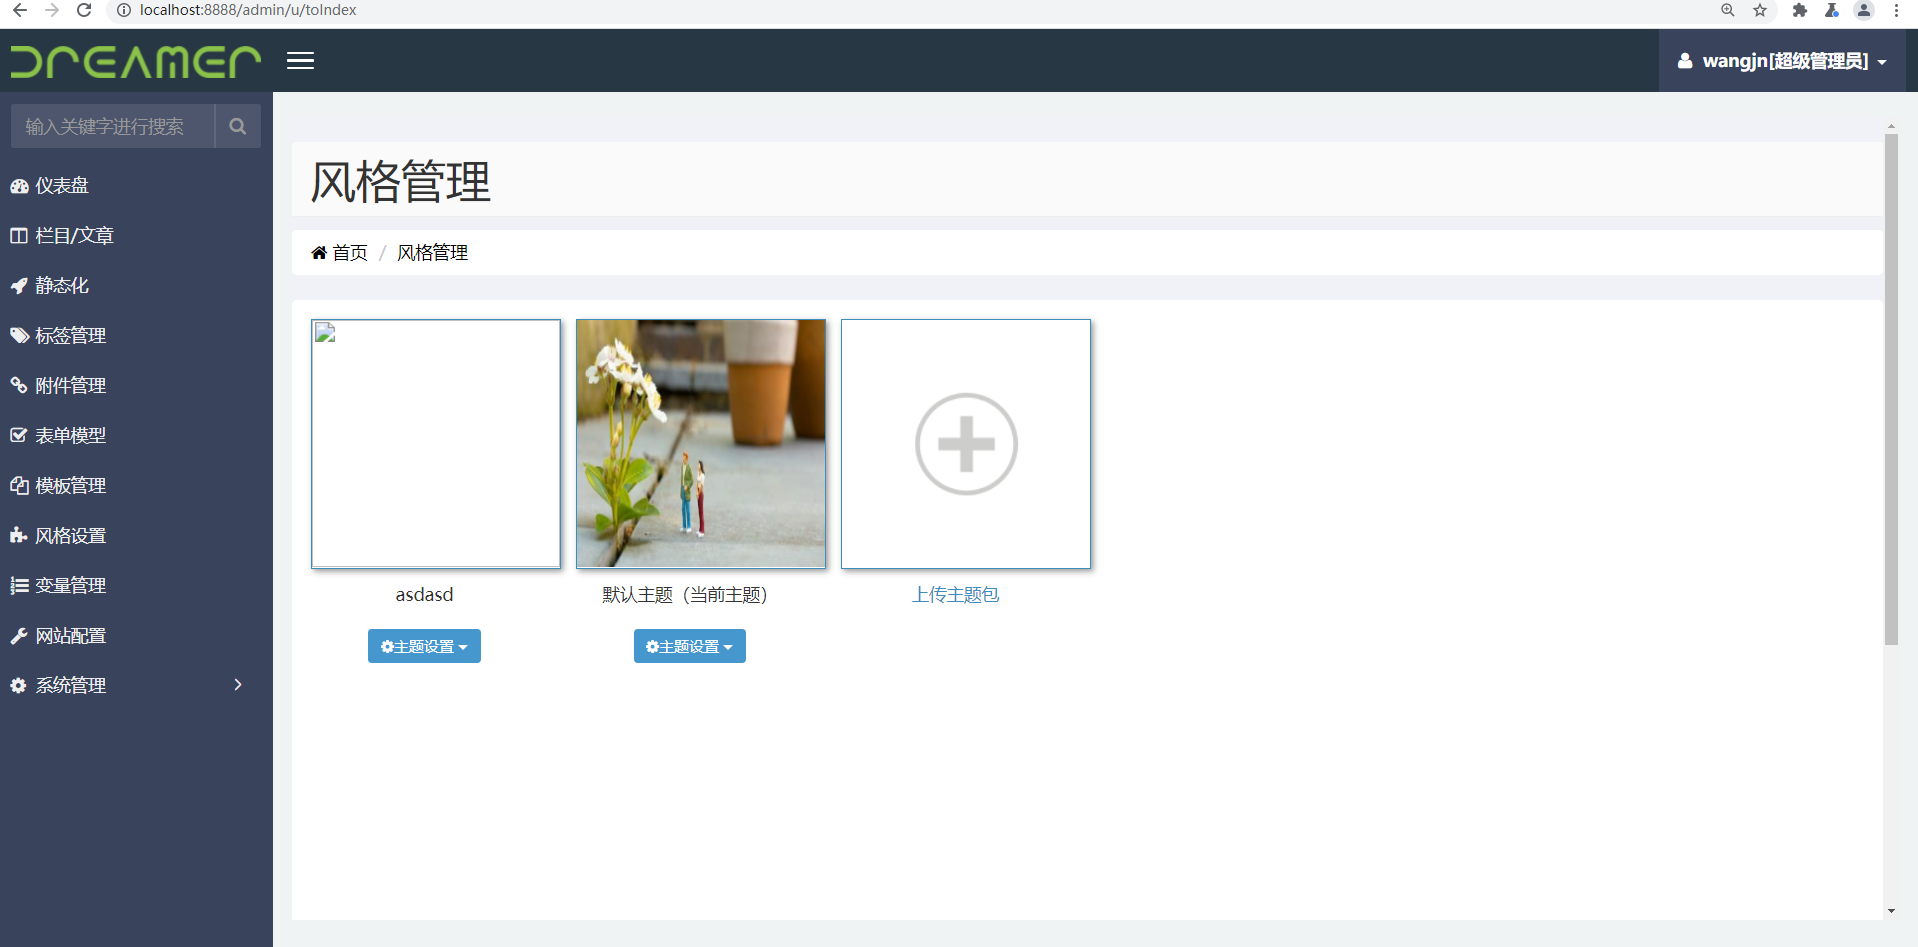 localhost:8888/admin/u/toIndex
DREAMER
wangjn[超级管理员]
输入关键字进行搜索
仪表盘
栏目/文章
静态化
标签管理
附件管理
表单模型
模板管理
风格设置
变量管理
网站配置
系统管理
风格管理
首页 / 风格管理
asdasd
默认主题（当前主题）
上传主题包
主题设置
主题设置